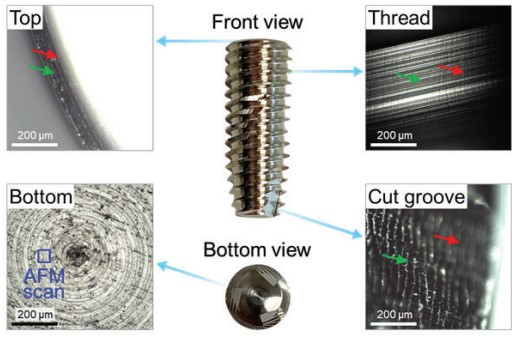 Top
Front view
Thread
200 µm
200 µm
Bottom
Cut groove
AFM
scan
Bottom view
200 µm
200 µm